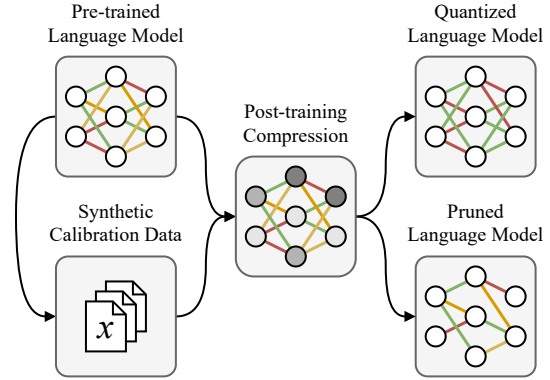 Pre-trained
Language Model
Synthetic
Calibration Data
x
Post-training
Compression
Quantized
Language Model
Pruned
Language Model